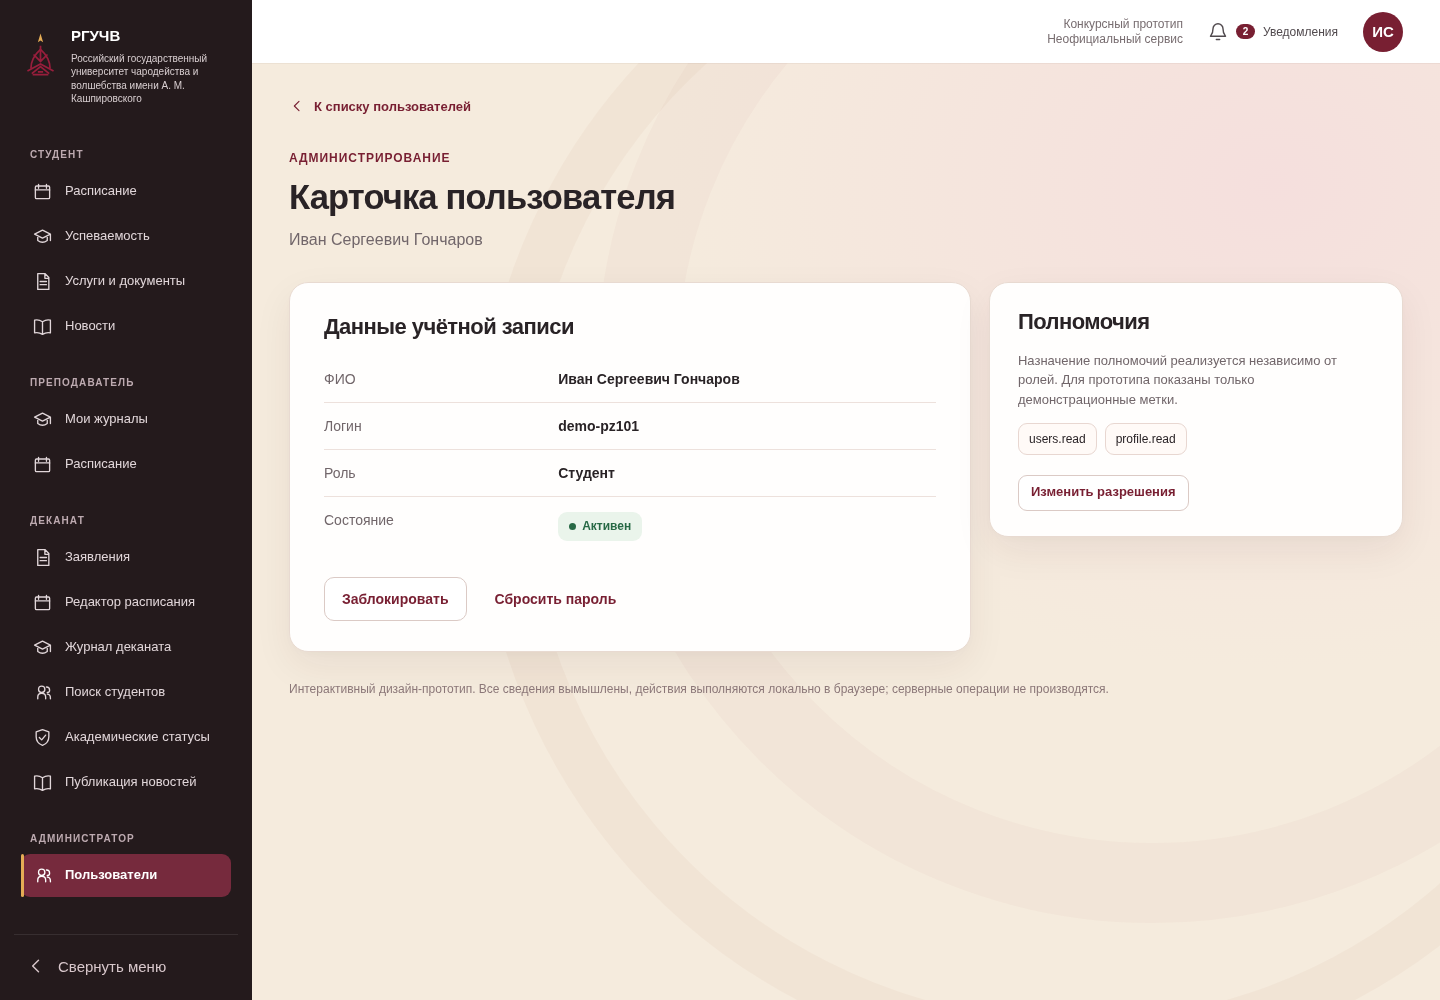 РГУЧВ
Российский государственный
университет чародейства и
волшебства имени А. М.
Кашпировского
СТУДЕНТ
Расписание
Успеваемость
Услуги и документы
Новости
ПРЕПОДАВАТЕЛЬ
Мои журналы
Расписание
ДЕКАНАТ
Заявления
Редактор расписания
Журнал деканата
Поиск студентов
Академические статусы
Публикация новостей
АДМИНИСТРАТОР
Пользователи
Свернуть меню
Конкурсный прототип
Неофициальный сервис
2 Уведомления
ИС
К списку пользователей
АДМИНИСТРИРОВАНИЕ
Карточка пользователя
Иван Сергеевич Гончаров
Данные учётной записи
ФИО Иван Сергеевич Гончаров
Логин demo-pz101
Роль Студент
Состояние Активен
Заблокировать Сбросить пароль
Полномочия
Назначение полномочий реализуется независимо от
ролей. Для прототипа показаны только
демонстрационные метки.
users.read profile.read
Изменить разрешения
Интерактивный дизайн-прототип. Все сведения вымышлены, действия выполняются локально в браузере; серверные операции не производятся.